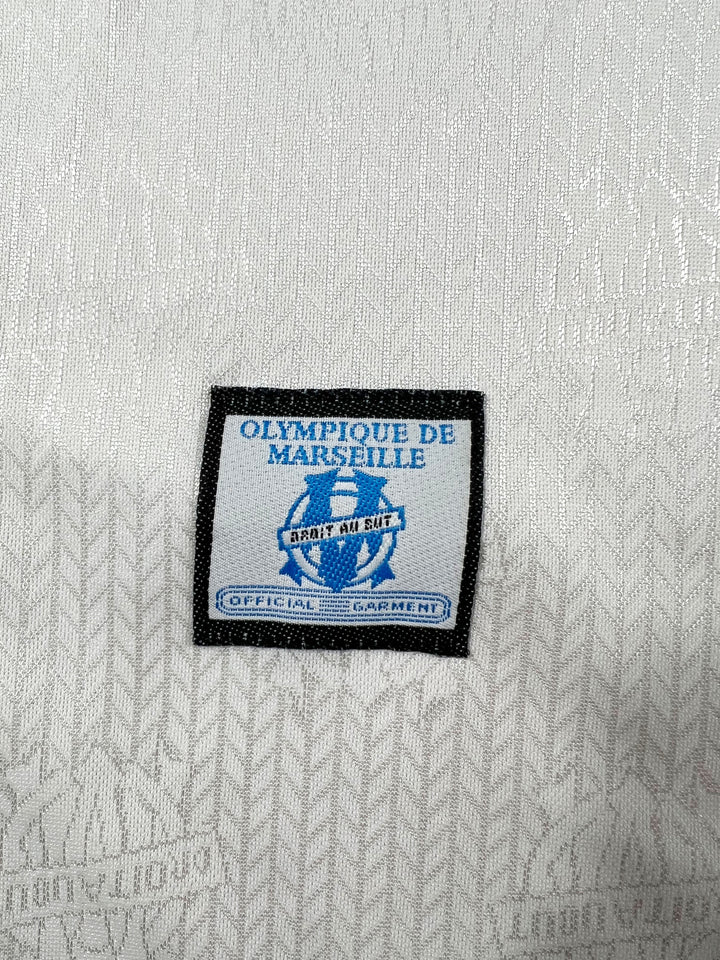 OLYMPIQUE DE
MARSEILLE
DROIT AU BUT
OFFICIAL GARMENT